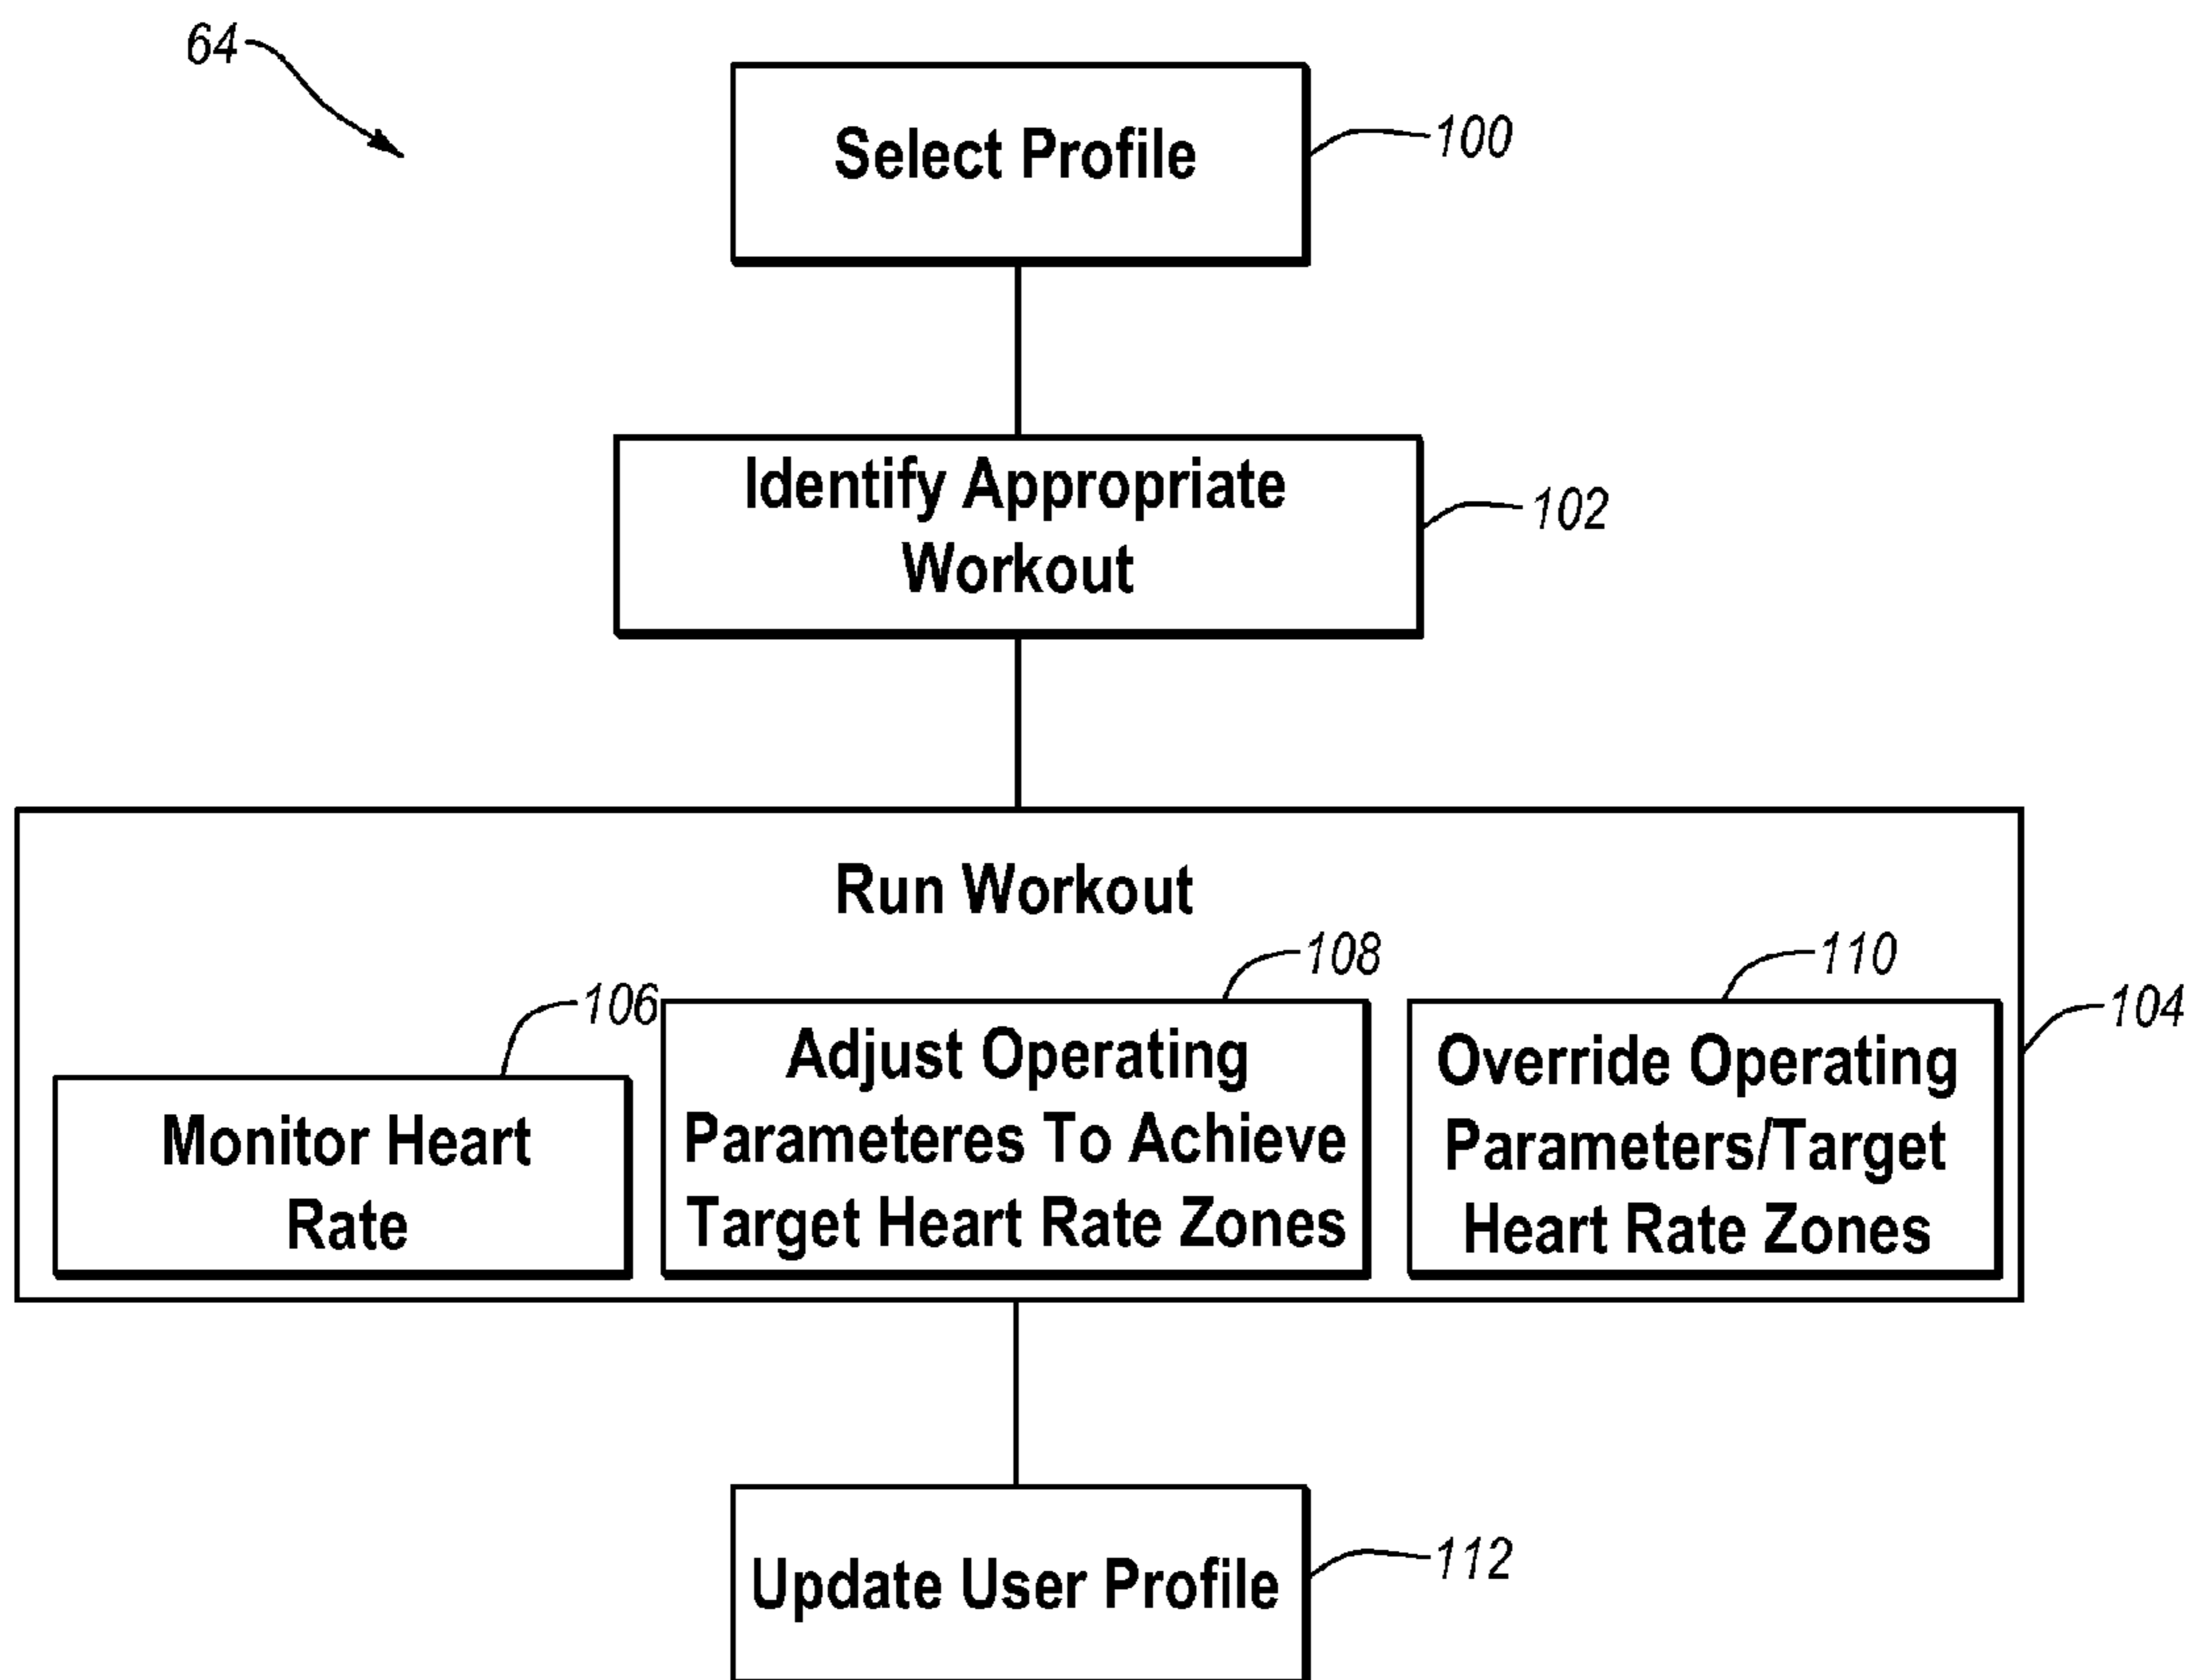 64
Select Profile
100
Identify Appropriate
Workout
102
Run Workout
104
106
Monitor Heart
Rate
108
Adjust Operating
Parameteres To Achieve
Target Heart Rate Zones
110
Override Operating
Parameters/Target
Heart Rate Zones
Update User Profile
112